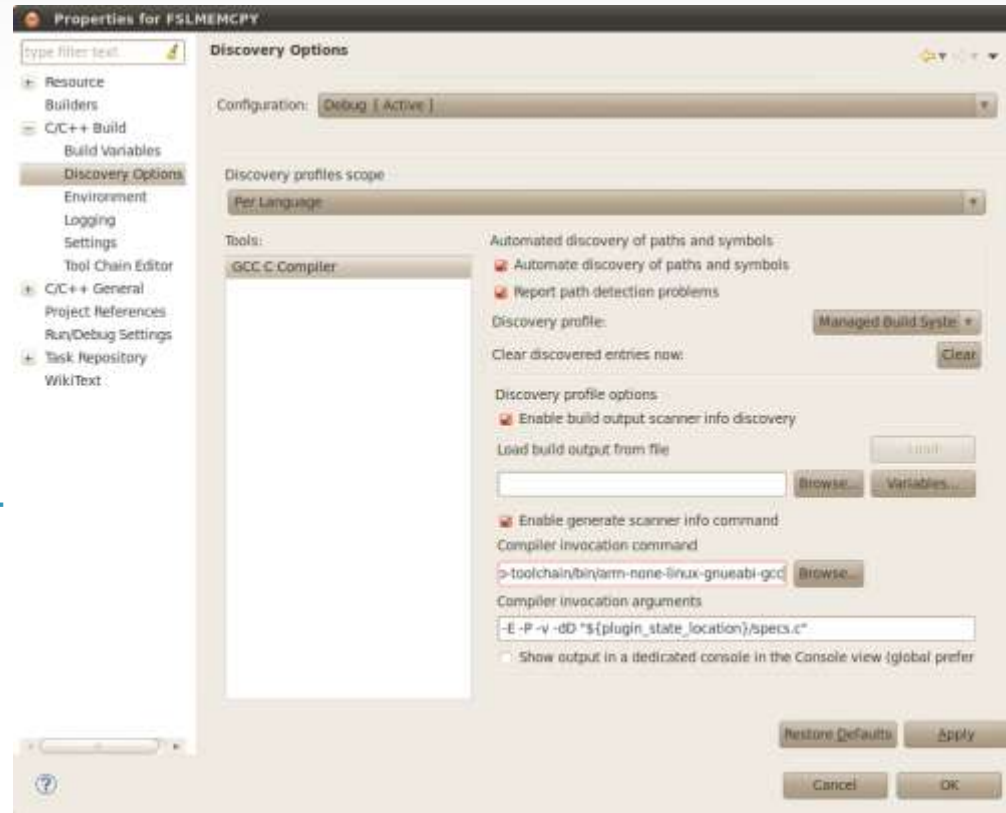 Properties for FSLMEMCPY
type filter text
Discovery Options
Resource
Builders
C/C++ Build
Build Variables
Discovery Options
Environment
Logging
Settings
Tool Chain Editor
C/C++ General
Project References
Run/Debug Settings
Task Repository
WikiText
Configuration: Debug [ Active ]
Discovery profiles scope
Per Language
Tools:
GCC C Compiler
Automated discovery of paths and symbols
Automate discovery of paths and symbols
Report path detection problems
Discovery profile: Managed Build Syste
Clear discovered entries now: Clear
Discovery profile options
Enable build output scanner info discovery
Load build output from file Load
Browse... Variables...
Enable generate scanner info command
Compiler invocation command
o-toolchain/bin/arm-none-linux-gnueabi-gcc Browse...
Compiler invocation arguments
-E -P -v -dD "${plugin_state_location}/specs.c"
Show output in a dedicated console in the Console view (global prefer
Restore Defaults Apply
Cancel OK